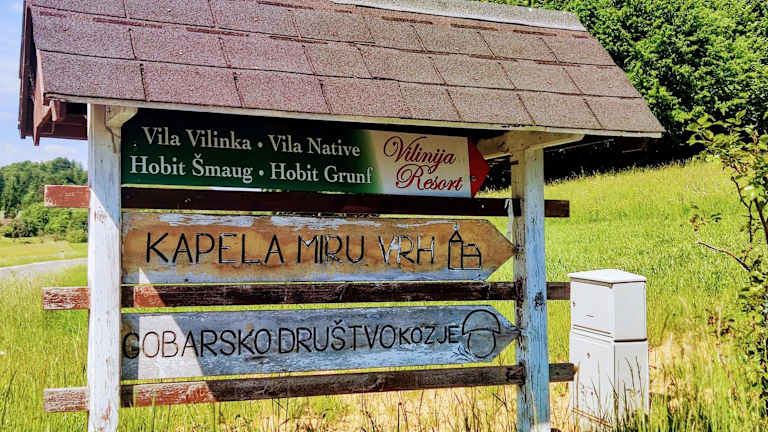 Vila Vilinka • Vila Native
Hobit Šmaug • Hobit Grunf
Vilinija
Resort
KAPELA MIRU VRH
GOBARSKO DRUŠTVO KOZJE